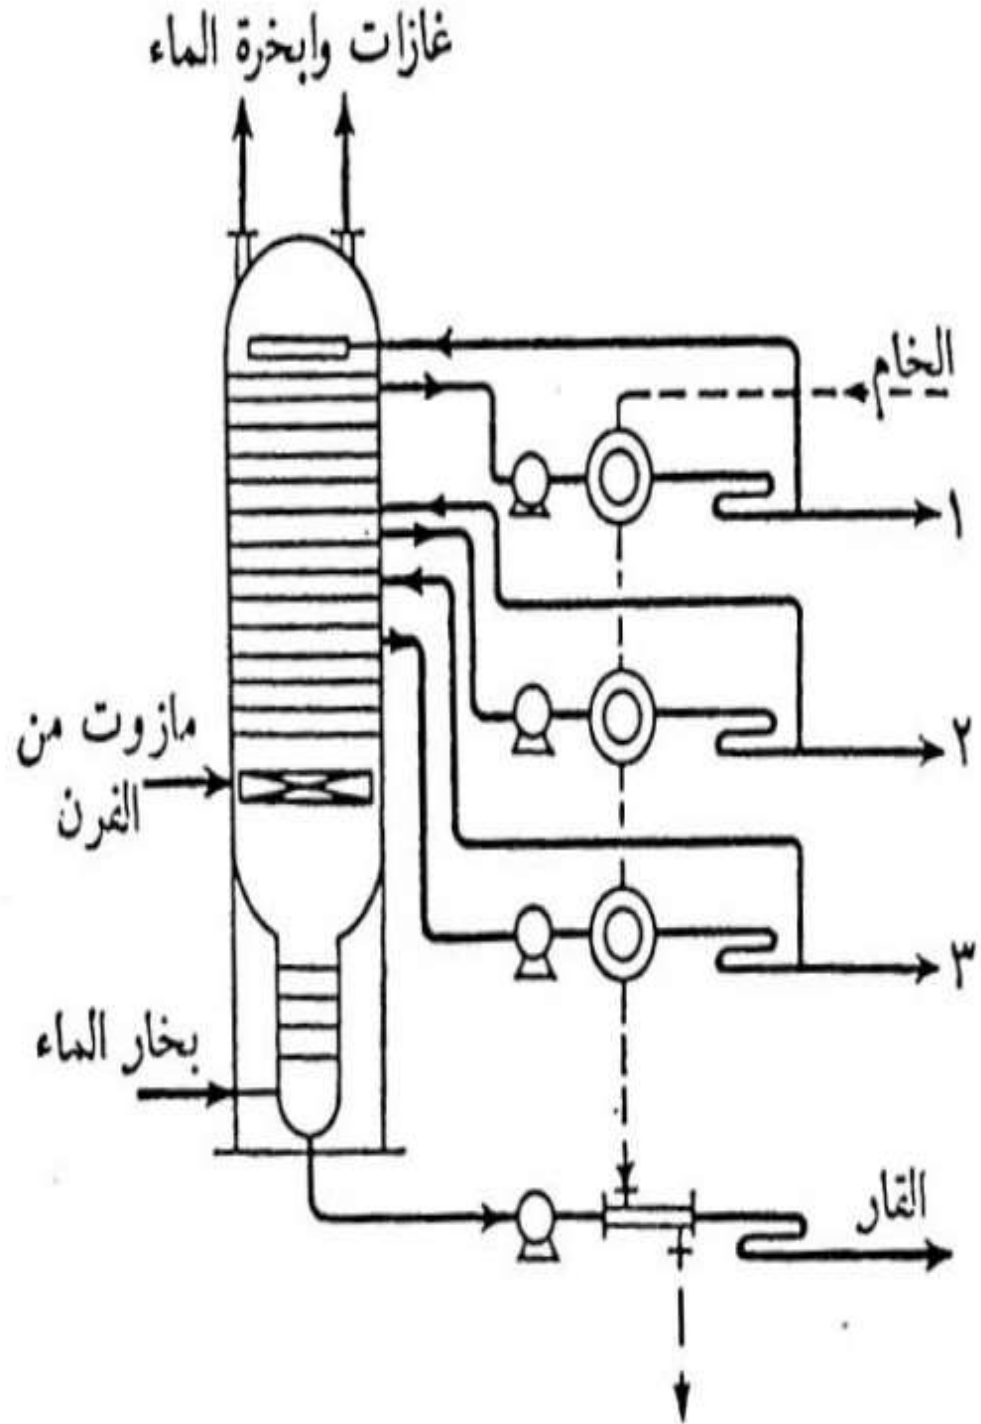 غازات وابخرة الماء
الخام
١
٢
مازوت من
الفرن
٣
بخار الماء
القار